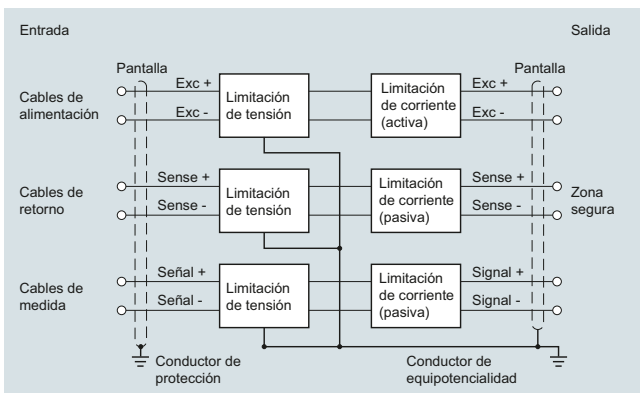 Entrada
Salida
Pantalla
Pantalla
Cables de
alimentación
Exc +
Exc -
Limitación
de tensión
Limitación
de corriente
(activa)
Exc +
Exc -
Cables de
retorno
Sense +
Sense -
Limitación
de tensión
Limitación
de corriente
(pasiva)
Sense +
Sense -
Zona
segura
Cables de
medida
Señal +
Señal -
Limitación
de tensión
Limitación
de corriente
(pasiva)
Signal +
Signal -
Conductor de
protección
Conductor de
equipotencialidad